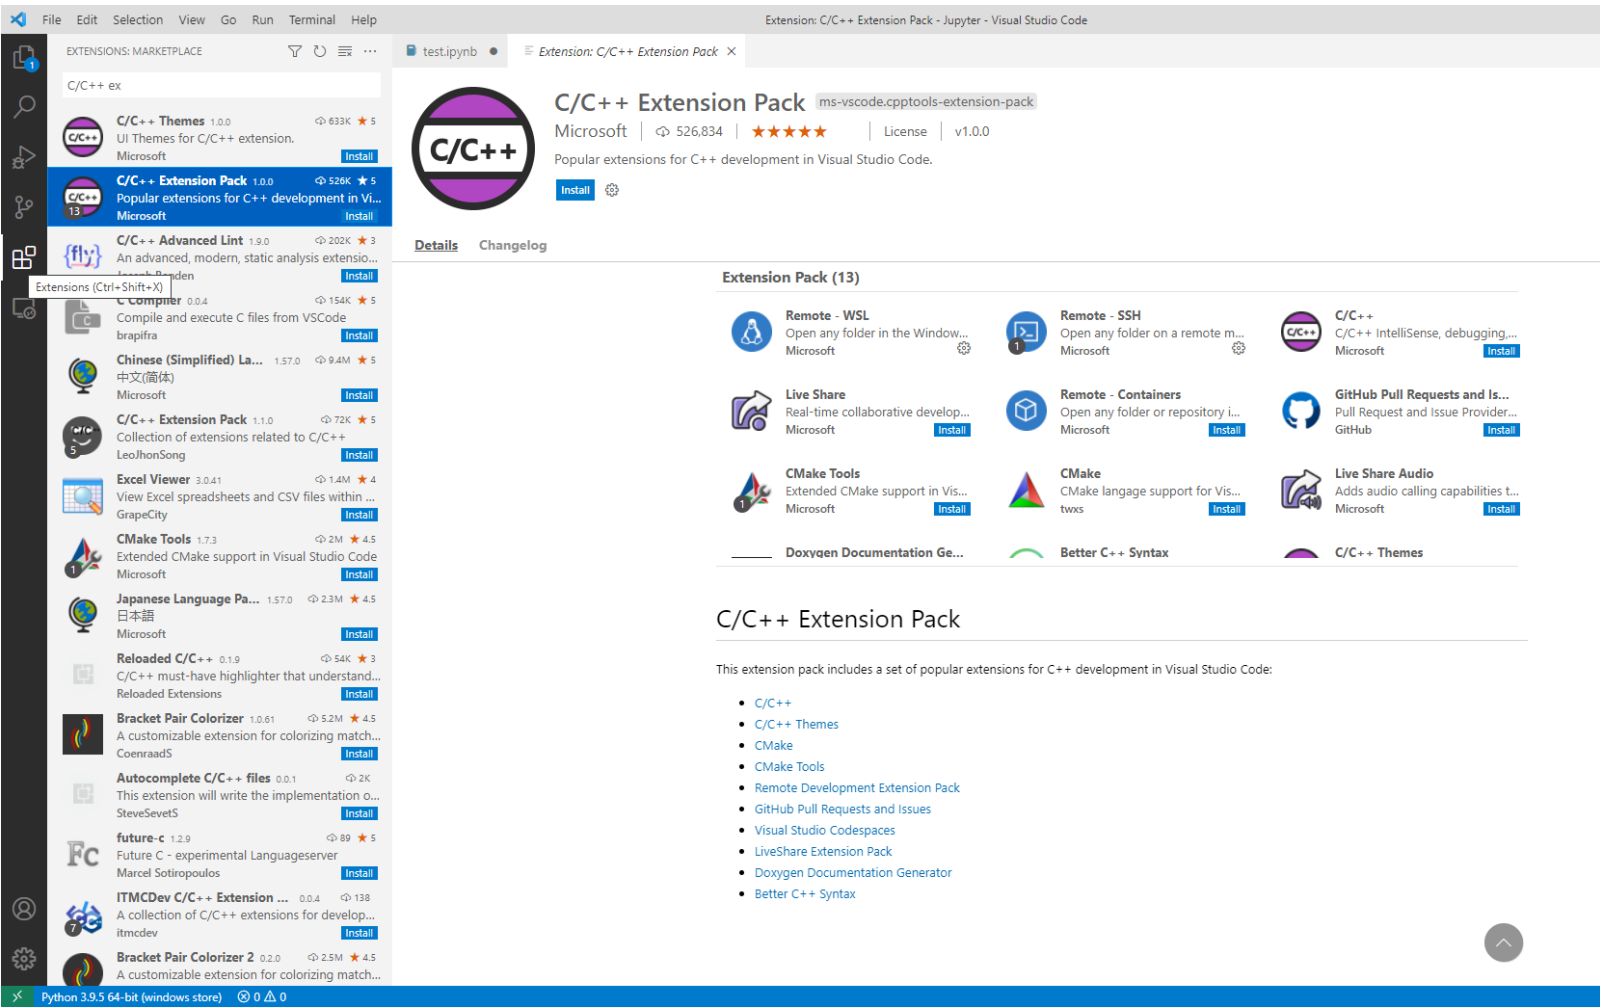 File Edit Selection View Go Run Terminal Help
Extension: C/C++ Extension Pack - Jupyter - Visual Studio Code
EXTENSIONS: MARKETPLACE
C/C++ ex
C/C++ Themes 1.0.0 633K ★ 5
UI Themes for C/C++ extension.
Microsoft Install
C/C++ Extension Pack 1.0.0 526K ★ 5
Popular extensions for C++ development in Vi...
Microsoft Install
13
C/C++ Advanced Lint 1.9.0 202K ★ 3
An advanced, modern, static analysis extensio...
Install
{fly}
Extensions (Ctrl+Shift+X)
C Compiler 0.0.4 154K ★ 5
Compile and execute C files from VSCode
brapifra Install
Chinese (Simplified) La... 1.57.0 9.4M ★ 5
中文(简体)
Microsoft Install
C/C++ Extension Pack 1.1.0 72K ★ 5
Collection of extensions related to C/C++
LeoJhonSong Install
5
Excel Viewer 3.0.41 1.4M ★ 4
View Excel spreadsheets and CSV files within ...
GrapeCity Install
CMake Tools 1.7.3 2M ★ 4.5
Extended CMake support in Visual Studio Code
Microsoft Install
1
Japanese Language Pa... 1.57.0 2.3M ★ 4.5
日本語
Microsoft Install
Reloaded C/C++ 0.1.9 54K ★ 3
C/C++ must-have highlighter that understand...
Reloaded Extensions Install
Bracket Pair Colorizer 1.0.61 5.2M ★ 4.5
A customizable extension for colorizing match...
CoenraadS Install
Autocomplete C/C++ files 0.0.1 2K
This extension will write the implementation o...
SteveSevetS Install
future-c 1.2.9 89 ★ 5
Future C - experimental Languageserver
Marcel Sotiropoulos Install
Fc
ITMCDev C/C++ Extension ... 0.0.4 138
A collection of C/C++ extensions for develop...
itmcdev Install
7
Bracket Pair Colorizer 2 0.2.0 2.5M ★ 4.5
A customizable extension for colorizing match...
test.ipynb ●
Extension: C/C++ Extension Pack ×
C/C++
C/C++ Extension Pack ms-vscode.cpptools-extension-pack
Microsoft 526,834 ★★★★★ License v1.0.0
Popular extensions for C++ development in Visual Studio Code.
Install
Details Changelog
Extension Pack (13)
Remote - WSL
Open any folder in the Window...
Microsoft
Remote - SSH
Open any folder on a remote m...
Microsoft
1
C/C++
C/C++ IntelliSense, debugging,...
Microsoft Install
Live Share
Real-time collaborative develop...
Microsoft Install
Remote - Containers
Open any folder or repository i...
Microsoft Install
GitHub Pull Requests and Is...
Pull Request and Issue Provider...
GitHub Install
CMake Tools
Extended CMake support in Vis...
Microsoft Install
1
CMake
CMake langage support for Vis...
twxs Install
Live Share Audio
Adds audio calling capabilities t...
Microsoft Install
Doxygen Documentation Ge...
Better C++ Syntax
C/C++ Themes
C/C++ Extension Pack
This extension pack includes a set of popular extensions for C++ development in Visual Studio Code:
• C/C++
• C/C++ Themes
• CMake
• CMake Tools
• Remote Development Extension Pack
• GitHub Pull Requests and Issues
• Visual Studio Codespaces
• LiveShare Extension Pack
• Doxygen Documentation Generator
• Better C++ Syntax
Python 3.9.5 64-bit (windows store) 0 0